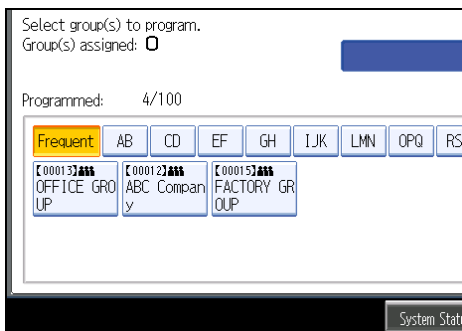 Select group(s) to program.
Group(s) assigned: 0
Programmed: 4/100
Frequent AB CD EF GH IJK LMN OPQ RS
【00013】 【00012】 【00015】
OFFICE GRO ABC Compan FACTORY GR
UP y OUP
System Stat